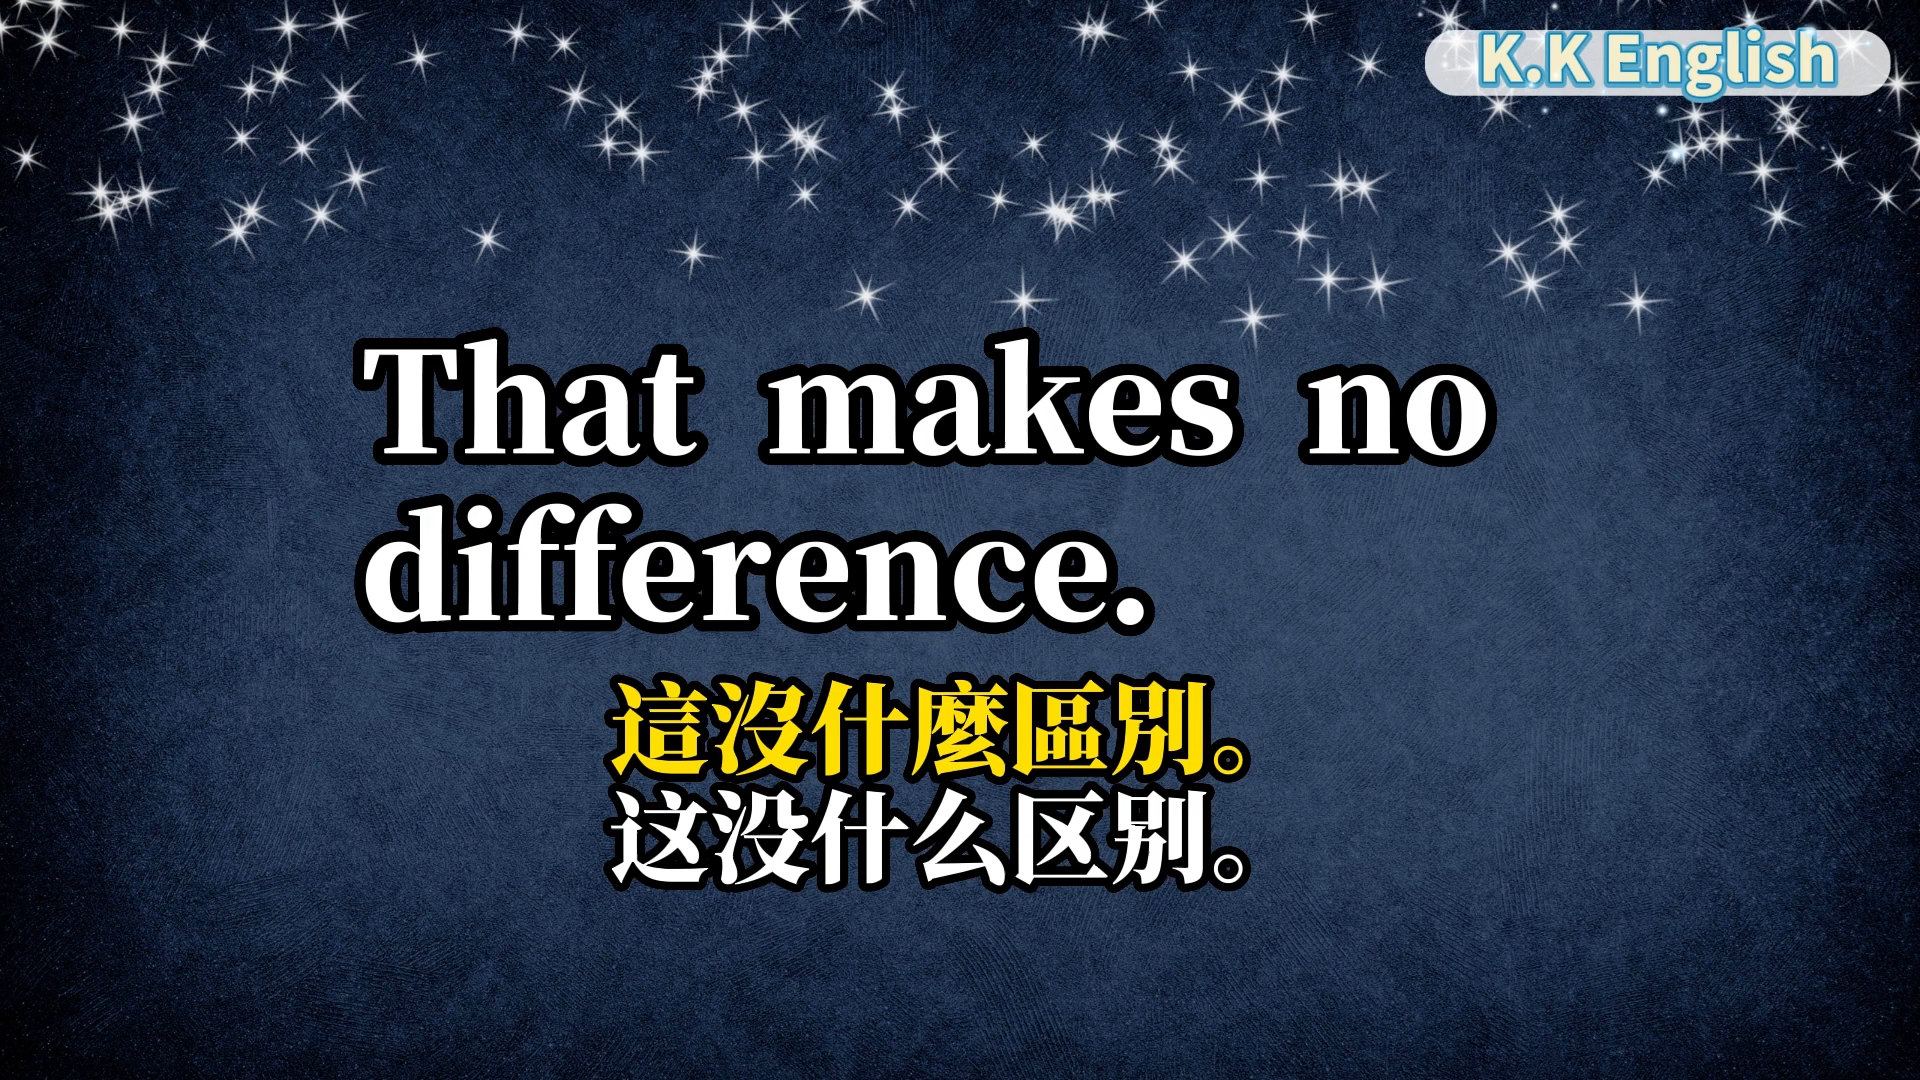 K.K English
That makes no
difference.
這沒什麼區別。
这没什么区别。